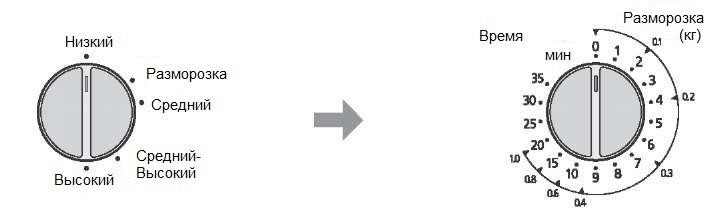 Низкий
Разморозка
Средний
Средний-
Высокий
Высокий
Время
Разморозка
(кг)
мин
0
1
2
3
4
5
6
7
8
9
10
15
20
25
30
35
0.1
0.2
0.3
0.4
0.6
0.8
1.0